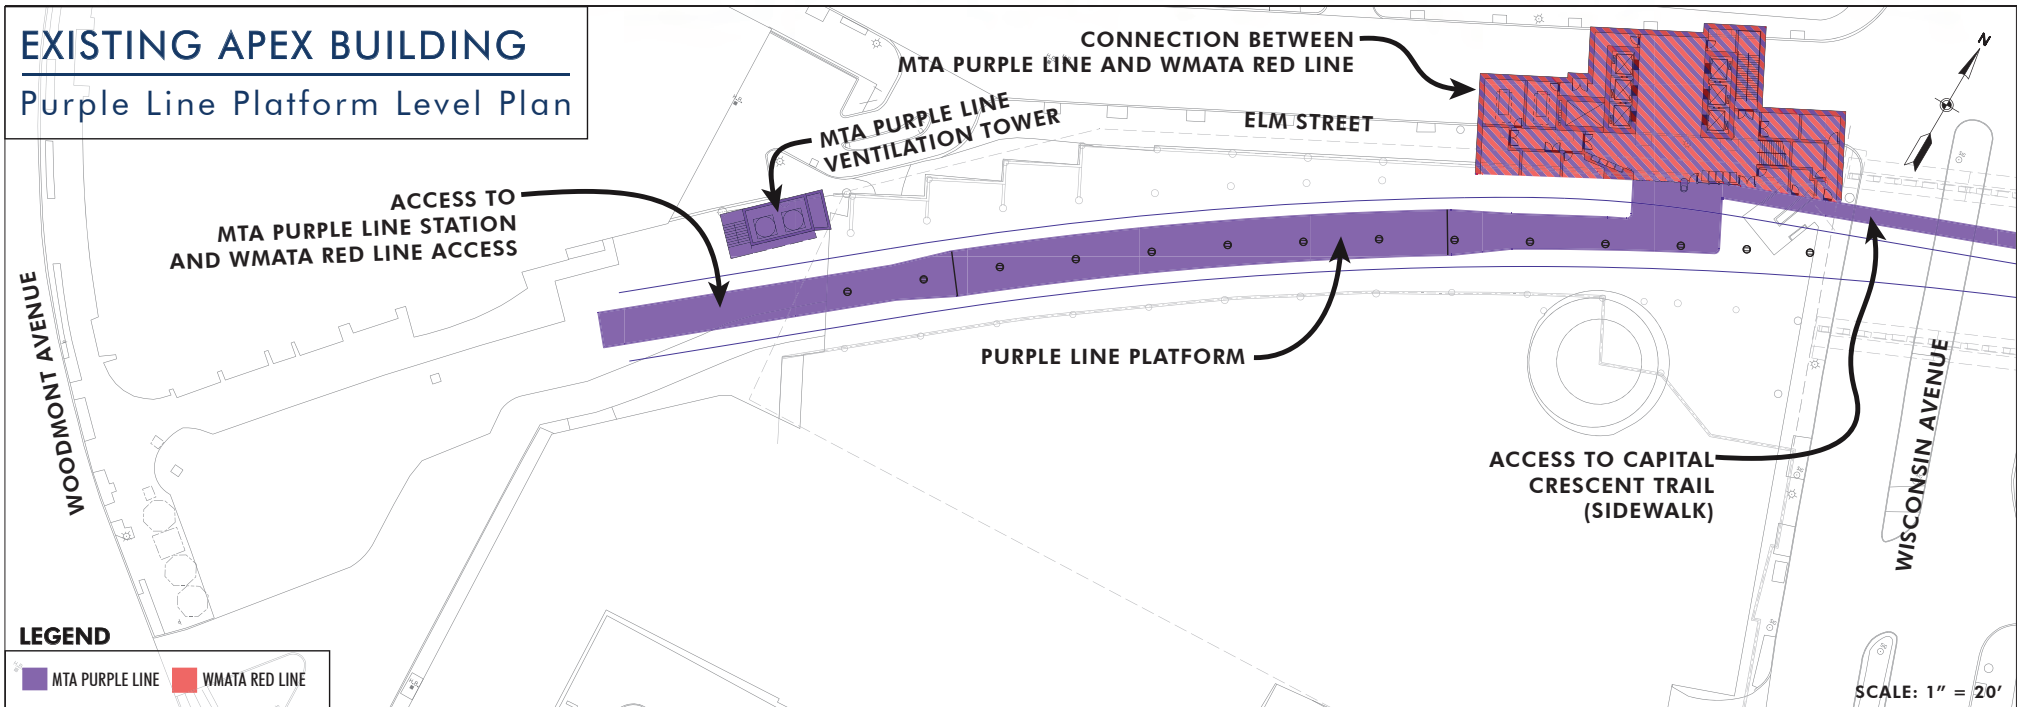 EXISTING APEX BUILDING
Purple Line Platform Level Plan
CONNECTION BETWEEN
MTA PURPLE LINE AND WMATA RED LINE
N
MTA PURPLE LINE
VENTILATION TOWER
ELM STREET
ACCESS TO
MTA PURPLE LINE STATION
AND WMATA RED LINE ACCESS
WOODMONT AVENUE
PURPLE LINE PLATFORM
ACCESS TO CAPITAL
CRESCENT TRAIL
(SIDEWALK)
WISCONSIN AVENUE
LEGEND
MTA PURPLE LINE
WMATA RED LINE
SCALE: 1” = 20’